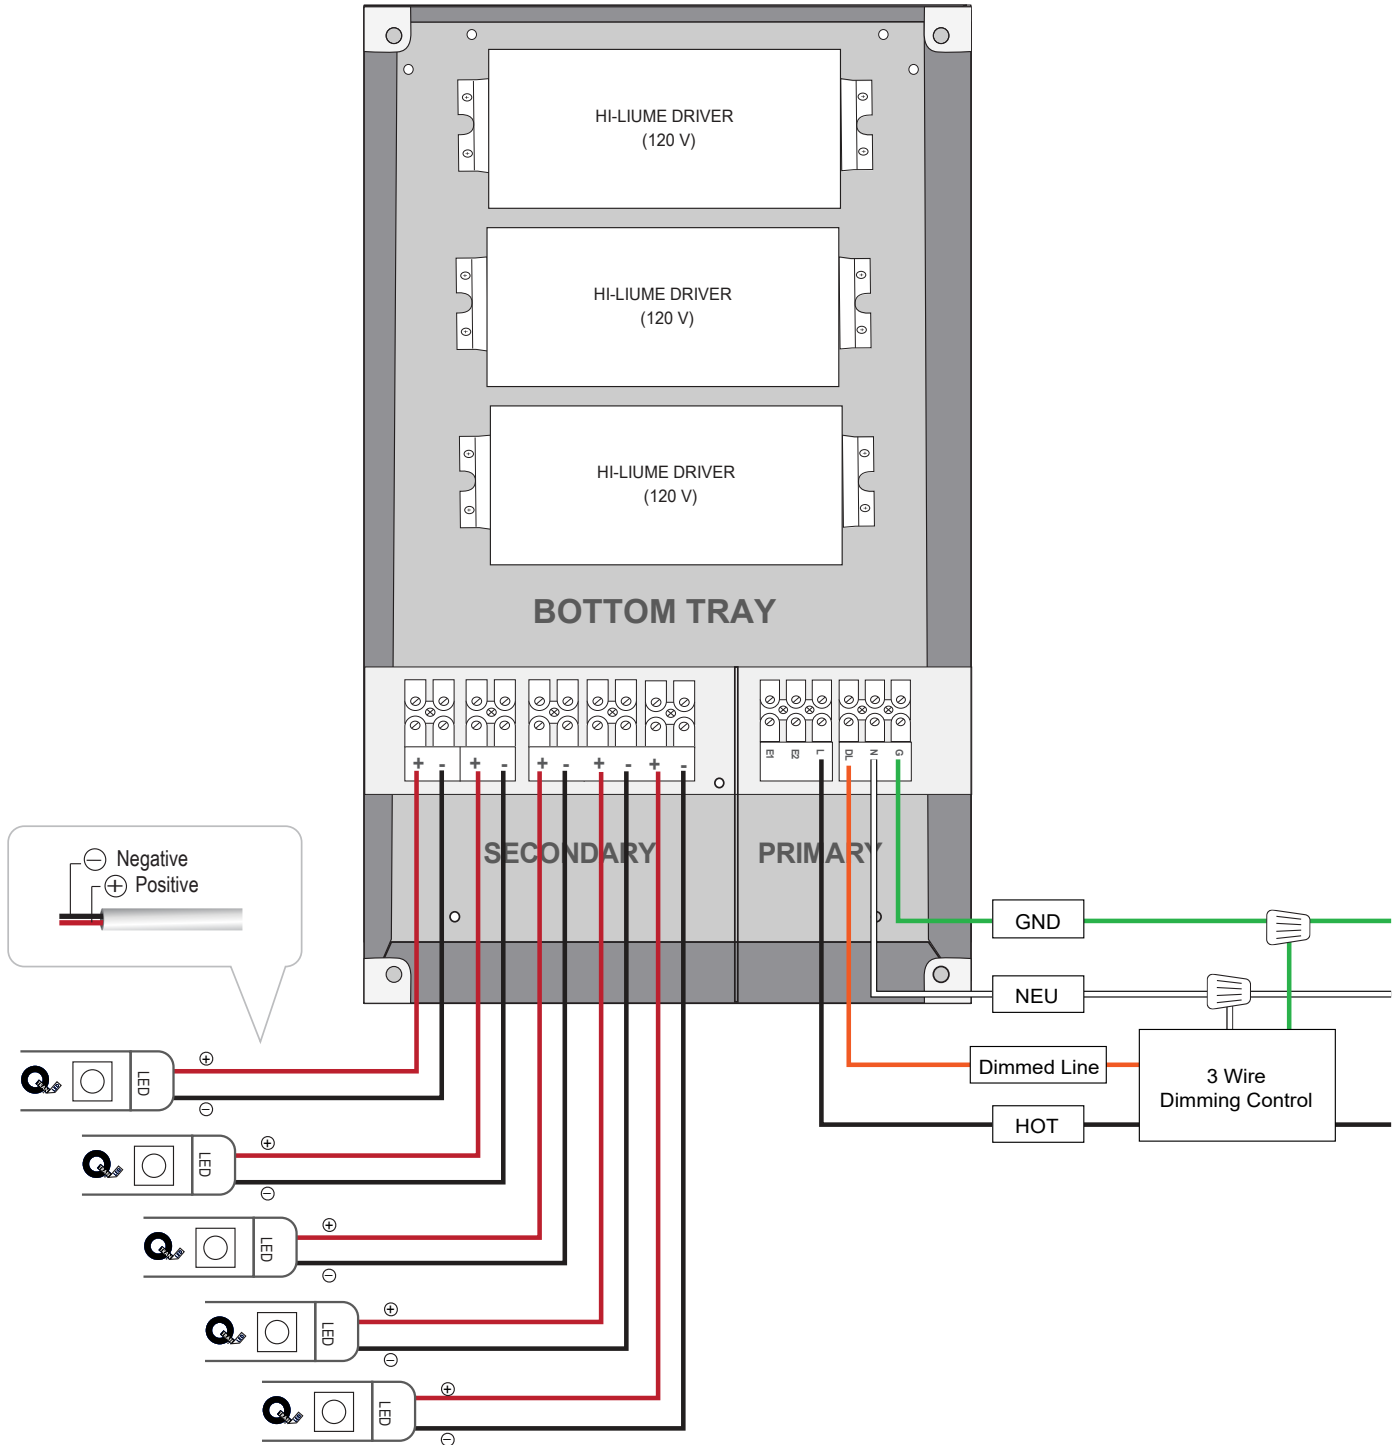 HI-LIUME DRIVER
(120 V)
HI-LIUME DRIVER
(120 V)
HI-LIUME DRIVER
(120 V)
BOTTOM TRAY
E1 E2 L DL N G
+ - + - + - + - + -
SECONDARY
PRIMARY
⊖ Negative
⊕ Positive
GND
NEU
Dimmed Line
3 Wire
Dimming Control
HOT
⊕
LED
⊖
⊕
LED
⊖
⊕
LED
⊖
⊕
LED
⊖
⊕
LED
⊖